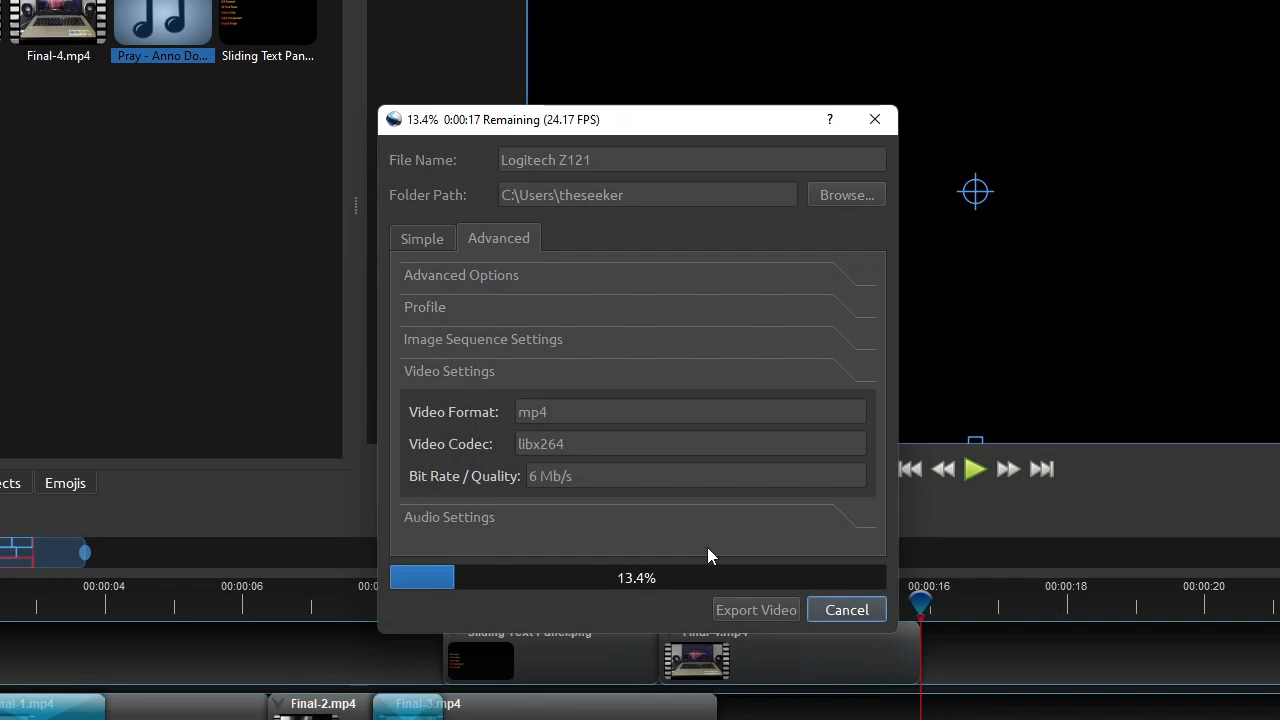 Final-4.mp4
Pray - Anno Do...
Sliding Text Pan...
13.4% 0:00:17 Remaining (24.17 FPS)
?
File Name:
Logitech Z121
Folder Path:
C:\Users\theseeker
Browse...
Simple
Advanced
Advanced Options
Profile
Image Sequence Settings
Video Settings
Video Format:
mp4
Video Codec:
libx264
Bit Rate / Quality:
6 Mb/s
Audio Settings
13.4%
Export Video
Cancel
ects
Emojis
00:00:04
00:00:06
00:0
00:00:16
00:00:18
00:00:20
Sliding Text Panel.png
Final-4.mp4
nal-1.mp4
Final-2.mp4
Final-3.mp4